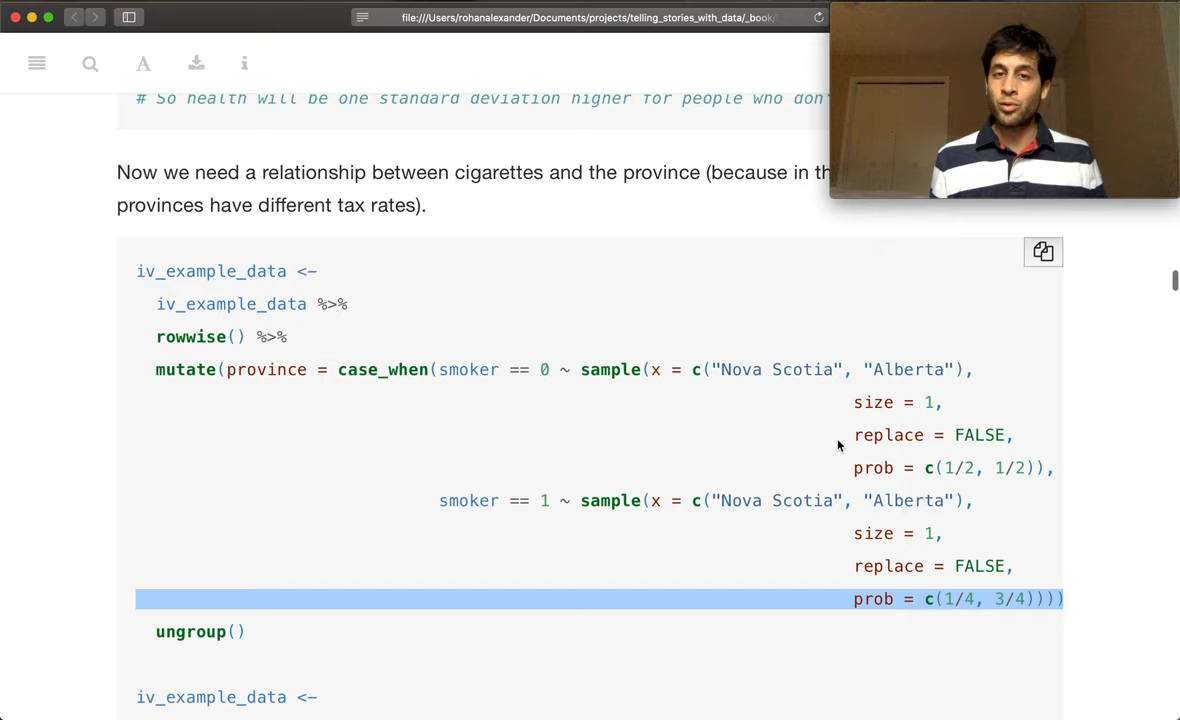 file:///Users/rohanalexander/Documents/projects/telling_stories_with_data/_book/
# So health will be one standard deviation higher for people who don'
Now we need a relationship between cigarettes and the province (because in th
provinces have different tax rates).
iv_example_data <-
iv_example_data %>%
rowwise() %>%
mutate(province = case_when(smoker == 0 ~ sample(x = c("Nova Scotia", "Alberta"),
size = 1,
replace = FALSE,
prob = c(1/2, 1/2)),
smoker == 1 ~ sample(x = c("Nova Scotia", "Alberta"),
size = 1,
replace = FALSE,
prob = c(1/4, 3/4))))
ungroup()
iv_example_data <-